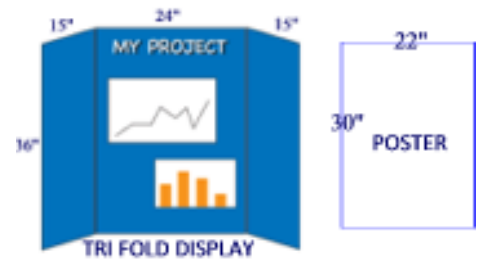 15"
24"
15"
MY PROJECT
36"
TRI FOLD DISPLAY
22"
30"
POSTER